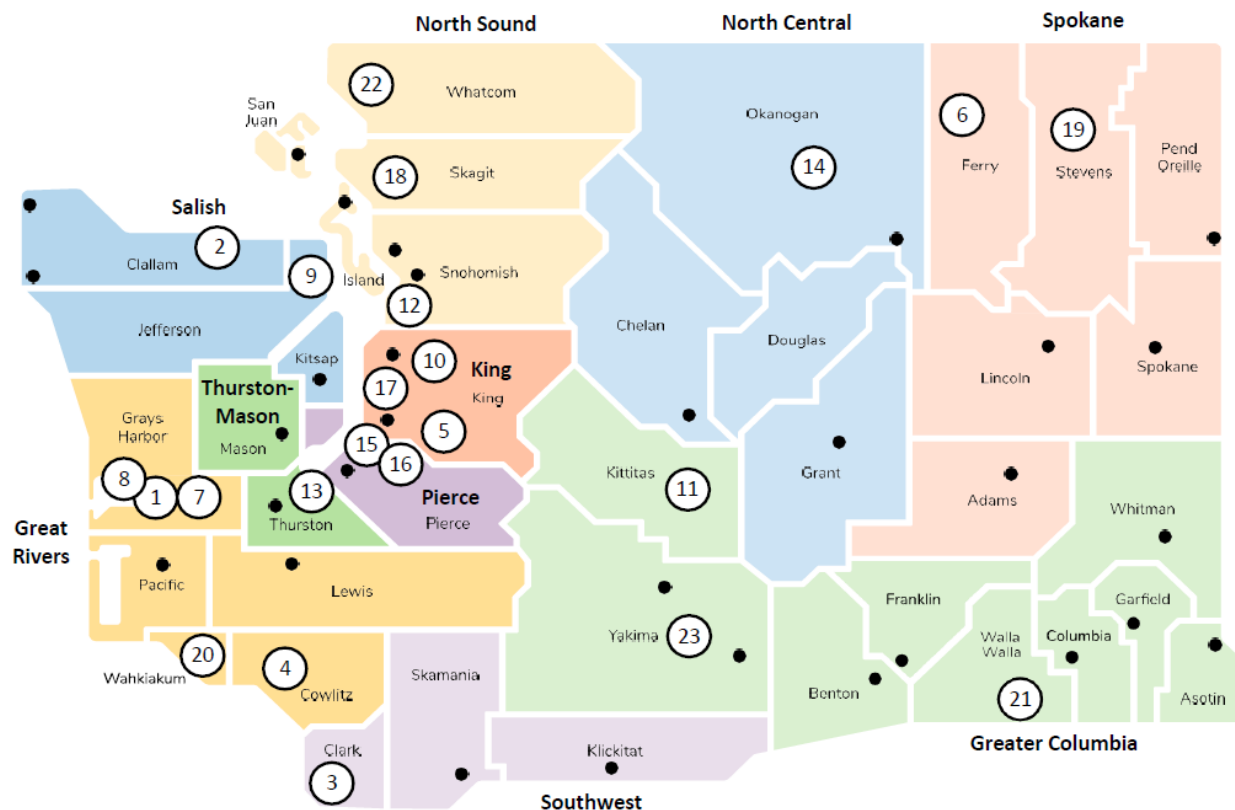 North Sound
North Central
Spokane
22
Whatcom
San
Juan
Okanogan
6
Ferry
19
Stevens
Pend
Oreille
18
Skagit
14
Salish
2
Clallam
9
Island
Snohomish
12
Jefferson
Chelan
Douglas
Kitsap
10
King
King
17
Lincoln
Spokane
Thurston-
Mason
Mason
Grays
Harbor
5
15
16
8
1
7
13
Thurston
Pierce
Pierce
Kittitas
11
Grant
Adams
Whitman
Great
Rivers
Pacific
Lewis
Franklin
Garfield
Yakima
23
Walla
Walla
Columbia
20
Wahkiakum
4
Cowlitz
Skamania
Benton
21
Asotin
Clark
3
Klickitat
Greater Columbia
Southwest